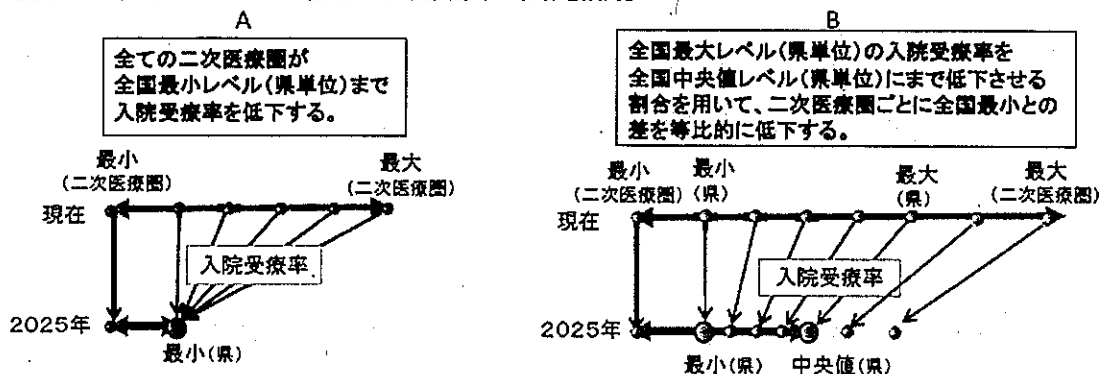 A
全ての二次医療圏が
全国最小レベル(県単位)まで
入院受療率を低下する。
最小
(二次医療圏)
最大
(二次医療圏)
現在
入院受療率
2025年
最小(県)
B
全国最大レベル(県単位)の入院受療率を
全国中央値レベル(県単位)にまで低下させる
割合を用いて、二次医療圏ごとに全国最小との
差を等比的に低下する。
最小
(二次医療圏)
最小
(県)
最大
(県)
最大
(二次医療圏)
現在
入院受療率
2025年
最小(県)
中央値(県)